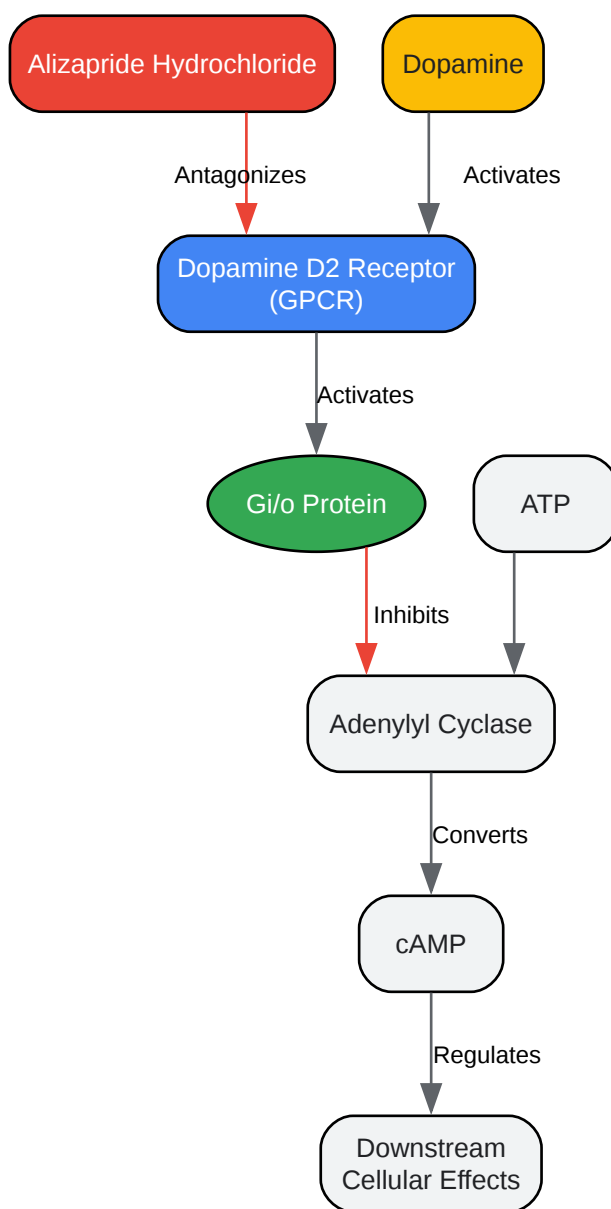 Alizapride Hydrochloride
Dopamine
Antagonizes
Activates
Dopamine D2 Receptor
(GPCR)
Activates
Gi/o Protein
ATP
Inhibits
Adenylyl Cyclase
Converts
cAMP
Regulates
Downstream
Cellular Effects